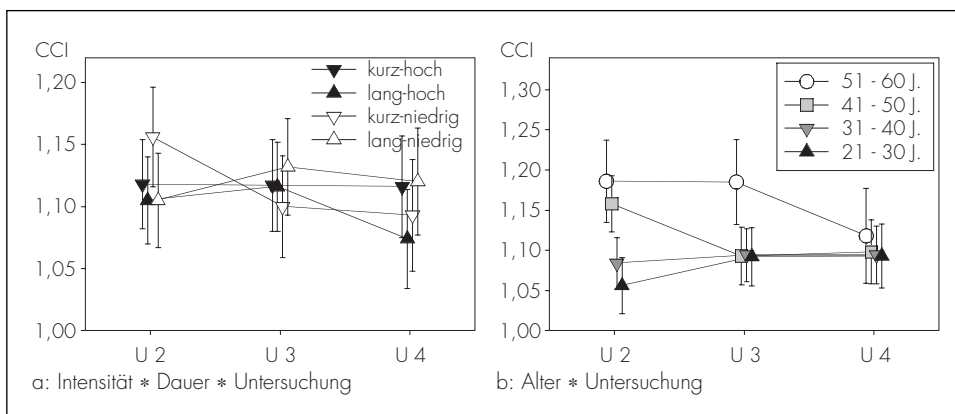 CCI
1,20
1,15
1,10
1,05
1,00
kurz-hoch
lang-hoch
kurz-niedrig
lang-niedrig
U 2
U 3
U 4
a: Intensität * Dauer * Untersuchung
CCI
1,30
1,25
1,20
1,15
1,10
1,05
1,00
51 - 60 J.
41 - 50 J.
31 - 40 J.
21 - 30 J.
U 2
U 3
U 4
b: Alter * Untersuchung